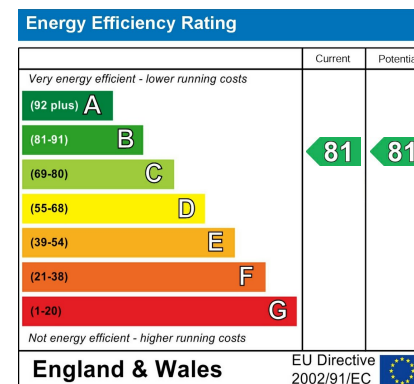 Energy Efficiency Rating
Current Potentia
Very energy efficient - lower running costs
(92 plus) A
(81-91) B
81 81
(69-80) C
(55-68) D
(39-54) E
(21-38) F
(1-20) G
Not energy efficient - higher running costs
England & Wales
EU Directive
2002/91/EC